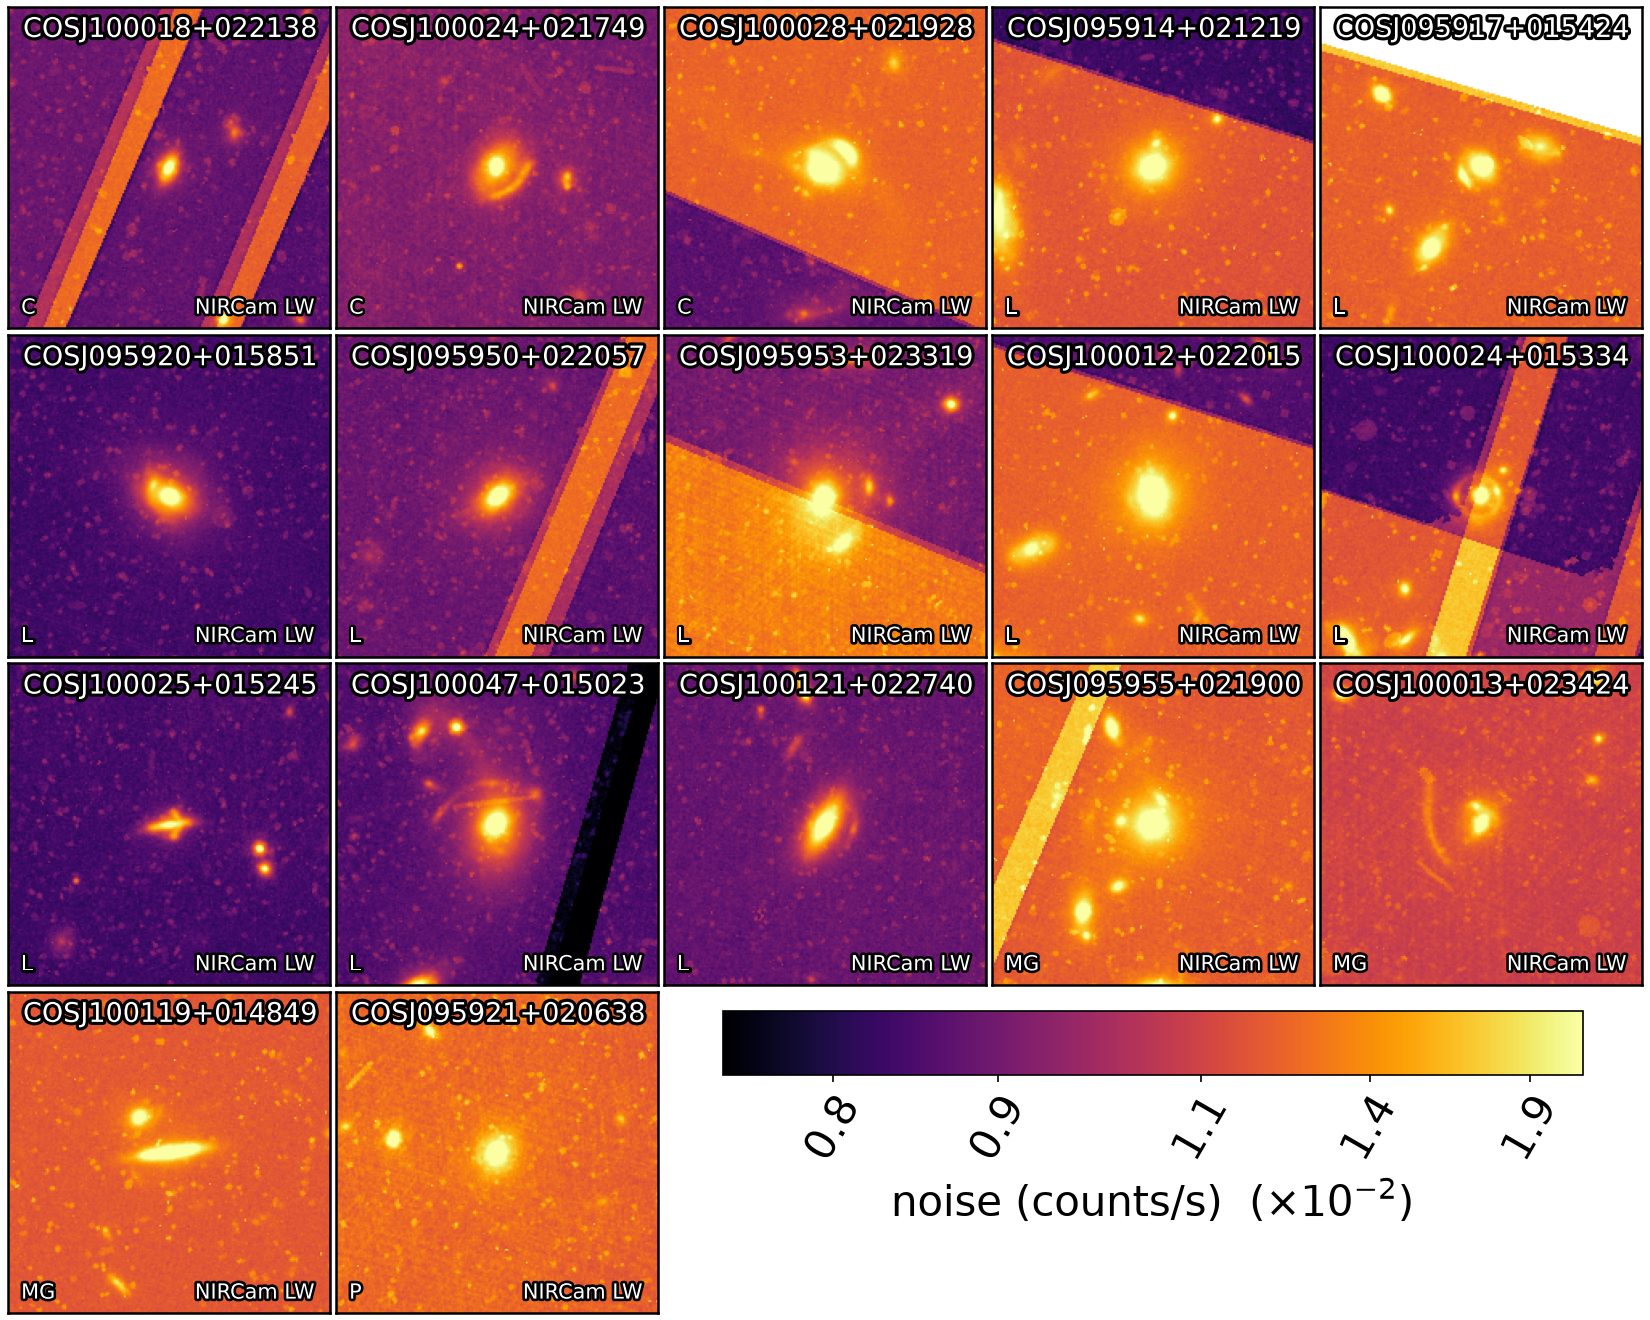 COSJ100018+022138
C NIRCam LW
COSJ100024+021749
C NIRCam LW
COSJ100028+021928
C NIRCam LW
COSJ095914+021219
L NIRCam LW
COSJ095917+015424
L NIRCam LW
COSJ095920+015851
L NIRCam LW
COSJ095950+022057
L NIRCam LW
COSJ095953+023319
L NIRCam LW
COSJ100012+022015
L NIRCam LW
COSJ100024+015334
L NIRCam LW
COSJ100025+015245
L NIRCam LW
COSJ100047+015023
L NIRCam LW
COSJ100121+022740
L NIRCam LW
COSJ095955+021900
MG NIRCam LW
COSJ100013+023424
MG NIRCam LW
COSJ100119+014849
MG NIRCam LW
COSJ095921+020638
P NIRCam LW
0.8 0.9 1.1 1.4 1.9
noise (counts/s) (×10⁻²)